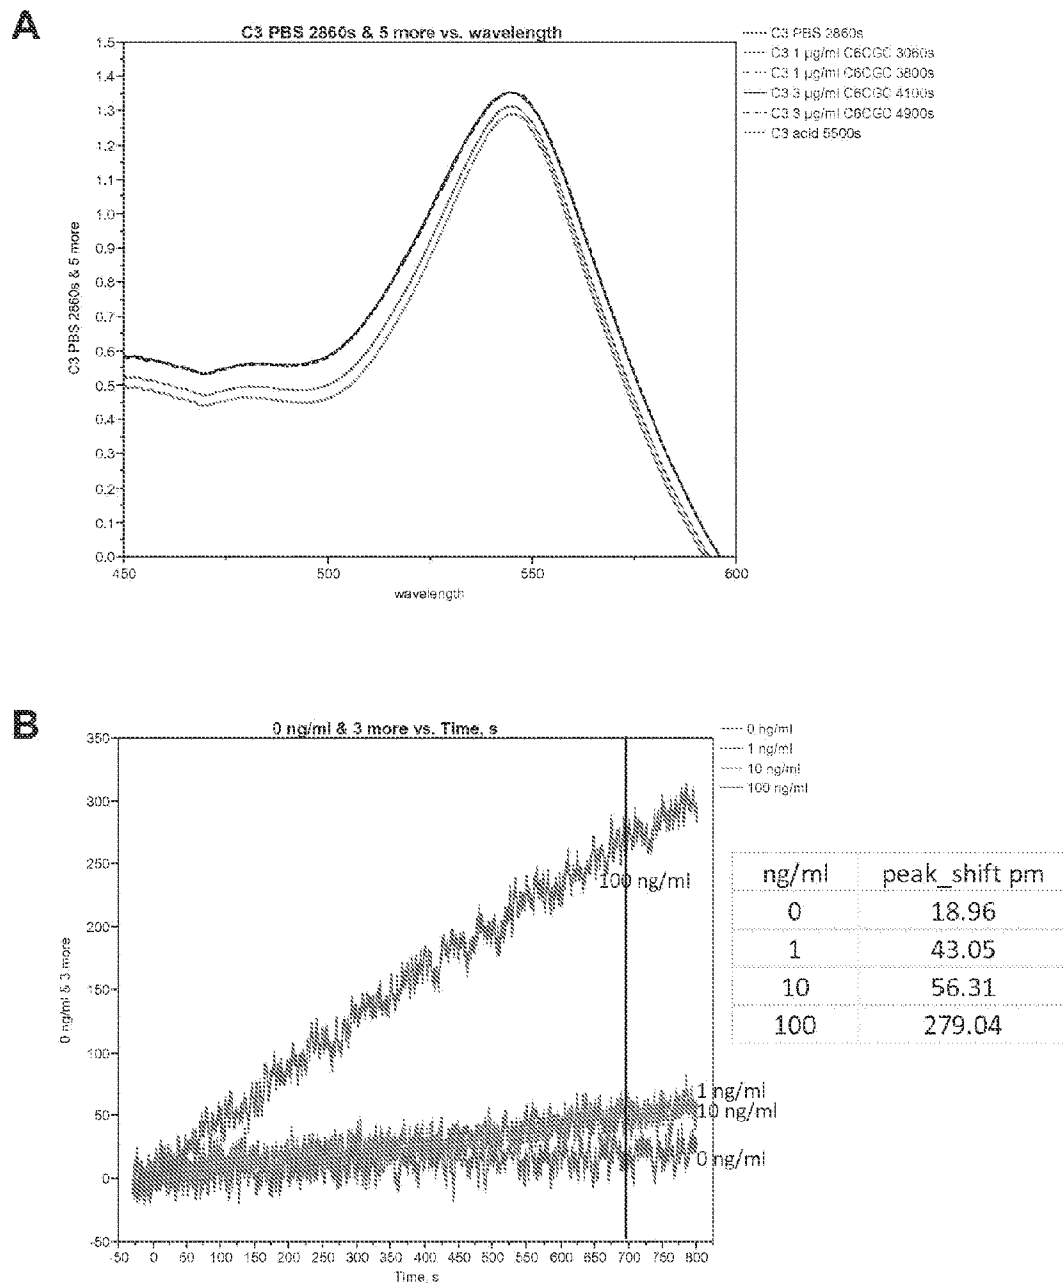 A
C3 PBS 2860s & 5 more vs. wavelength
C3 PBS 2860s
C3 1 µg/ml C6CGC 3060s
C3 1 µg/ml C6CGC 3800s
C3 3 µg/ml C6CGC 4100s
C3 3 µg/ml C6CGC 4900s
C3 acid 5500s
1.5
1.4
1.3
1.2
1.1
1.0
0.9
0.8
0.7
0.6
0.5
0.4
0.3
0.2
0.1
0.0
C3 PBS 2860s & 5 more
450 500 550 600
wavelength
B
0 ng/ml & 3 more vs. Time, s
0 ng/ml
1 ng/ml
10 ng/ml
100 ng/ml
350
300
250
200
150
100
50
0
-50
0 ng/ml & 3 more
100 ng/ml
1 ng/ml
10 ng/ml
0 ng/ml
-50 0 50 100 150 200 250 300 350 400 450 500 550 600 650 700 750 800
Time, s
ng/ml peak_shift pm
0 18.96
1 43.05
10 56.31
100 279.04